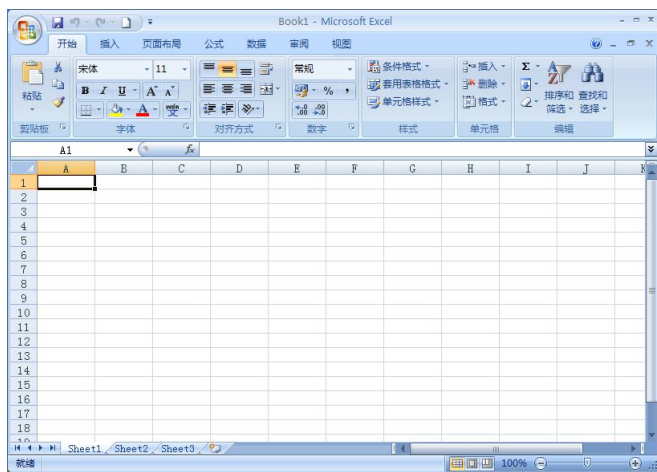 Book1 - Microsoft Excel
开始 插入 页面布局 公式 数据 审阅 视图
宋体 11 常规 条件格式 插入 Σ
粘贴 B I U A A % , 套用表格格式 删除 排序和 查找和
A wén 变 .00 .0 单元格样式 格式 筛选 选择
剪贴板 字体 对齐方式 数字 样式 单元格 编辑
A1 fx
A B C D E F G H I J K
1
2
3
4
5
6
7
8
9
10
11
12
13
14
15
16
17
18
Sheet1 Sheet2 Sheet3
就绪 100%